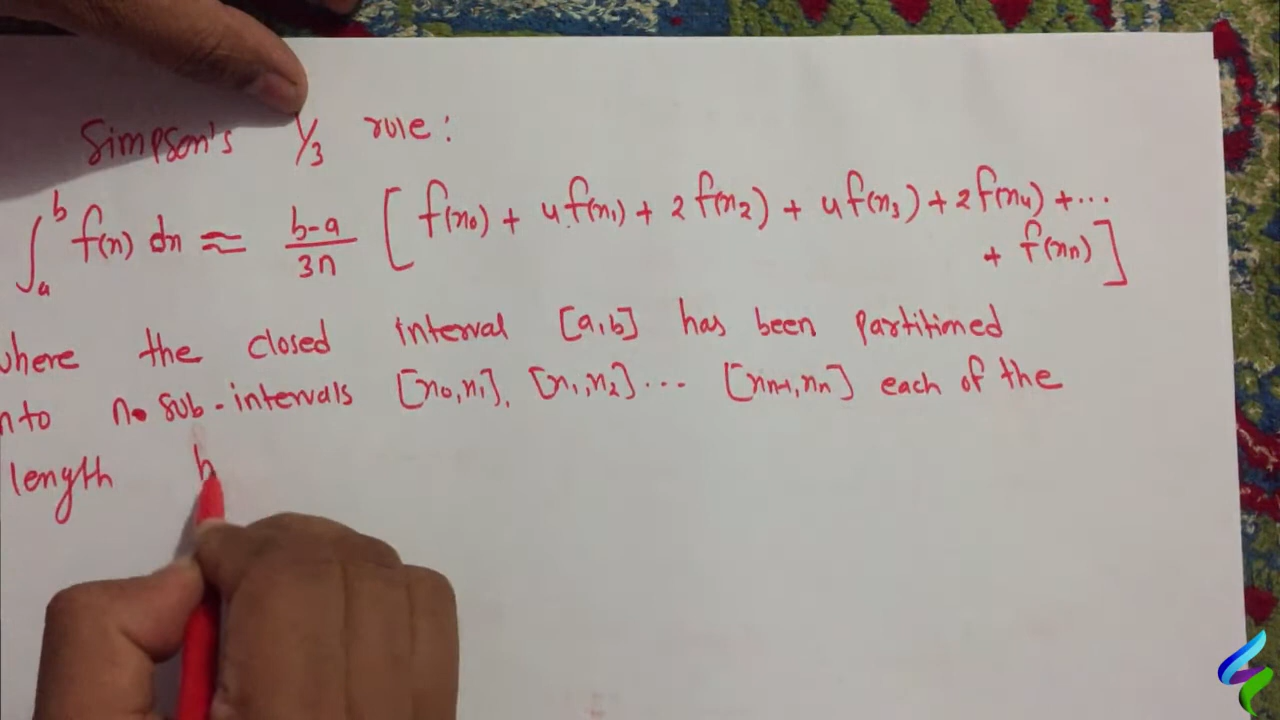 Simpson's 1/3 rule:
∫_a^b f(x) dx ≈ (b-a)/(3n) [f(x₀) + 4f(x₁) + 2f(x₂) + 4f(x₃) + 2f(x₄) + ...
+ f(xₙ)]
where the closed interval [a,b] has been partitioned
nto n sub-intervals [x₀,x₁], [x₁,x₂]... [xₙ₋₁,xₙ] each of the
length b